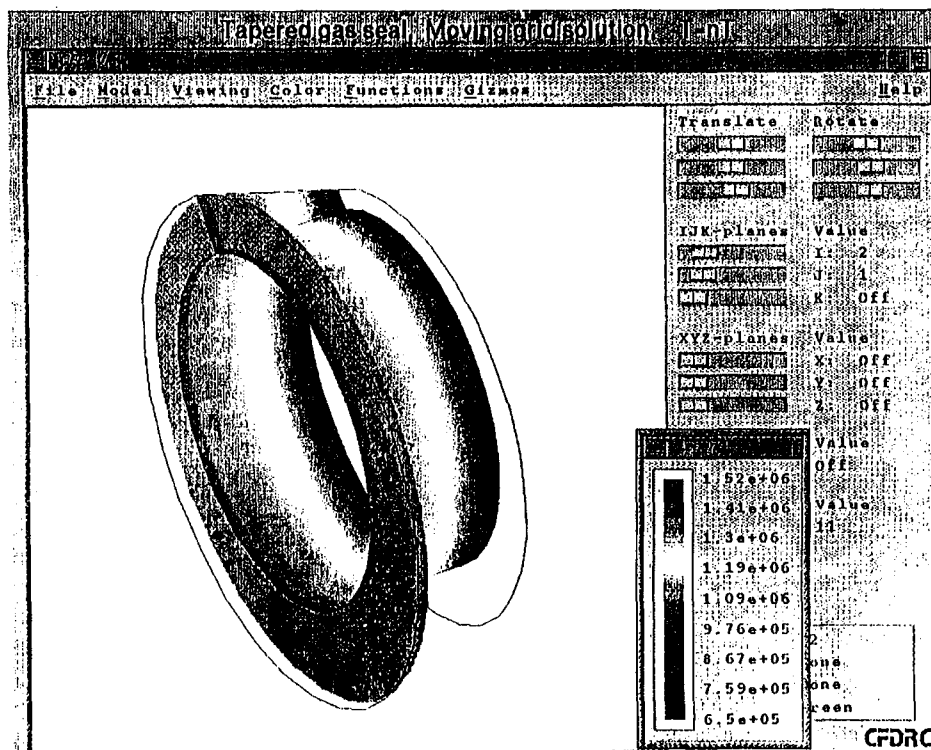 Tapered gas seal. Moving grid solution.
File Model Viewing Color Functions Gizmos
Help
Translate Rotate
IJK-planes Value
I: 2
J: 1
K: Off
XYZ-planes Value
X: Off
Y: Off
Z: Off
Value
Off
Value
11
1.52e+06
1.41e+06
1.3e+06
1.19e+06
1.09e+06
9.76e+05
8.67e+05
7.59e+05
6.5e+05
2
one
one
reen
CFDRC